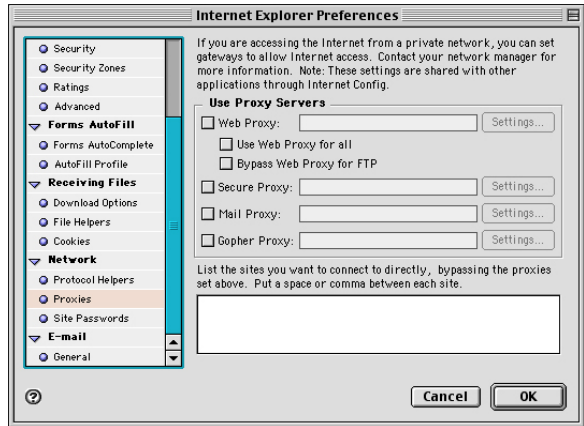 Internet Explorer Preferences
Security
Security Zones
Ratings
Advanced
Forms AutoFill
Forms AutoComplete
AutoFill Profile
Receiving Files
Download Options
File Helpers
Cookies
Network
Protocol Helpers
Proxies
Site Passwords
E-mail
General
If you are accessing the Internet from a private network, you can set
gateways to allow Internet access. Contact your network manager for
more information. Note: These settings are shared with other
applications through Internet Config.
Use Proxy Servers
Web Proxy: Settings...
Use Web Proxy for all
Bypass Web Proxy for FTP
Secure Proxy: Settings...
Mail Proxy: Settings...
Gopher Proxy: Settings...
List the sites you want to connect to directly, bypassing the proxies
set above. Put a space or comma between each site.
?
Cancel OK